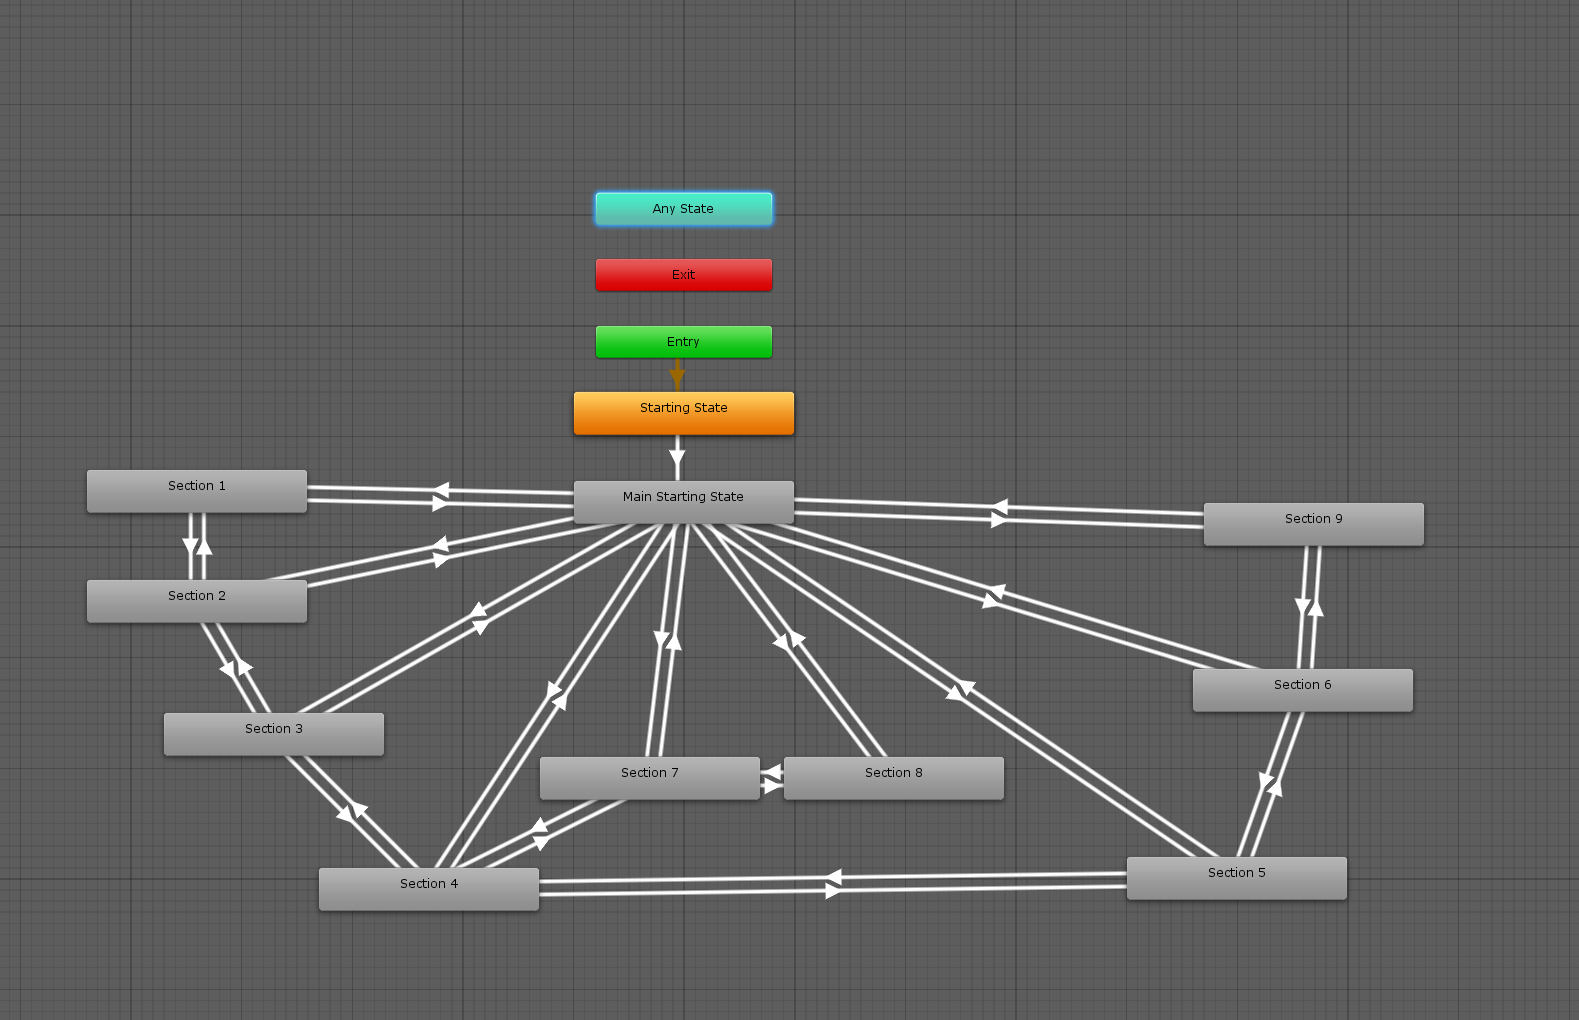 Any State
Exit
Entry
Starting State
Section 1
Main Starting State
Section 9
Section 2
Section 6
Section 3
Section 7
Section 8
Section 4
Section 5